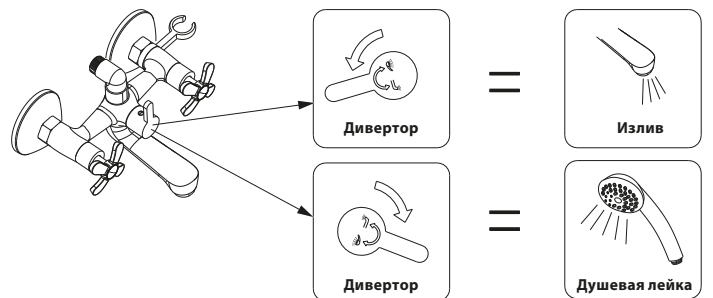 Дивертор
Излив
Дивертор
Душевая лейка